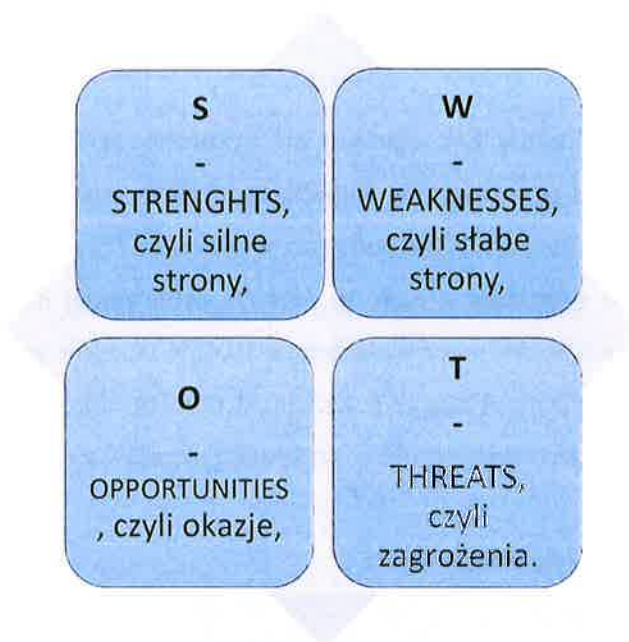 S
-
STRENGHTS,
czyli silne
strony,
W
-
WEAKNESSES,
czyli słabe
strony,
O
-
OPPORTUNITIES
, czyli okazje,
T
-
THREATS,
czyli
zagrożenia.